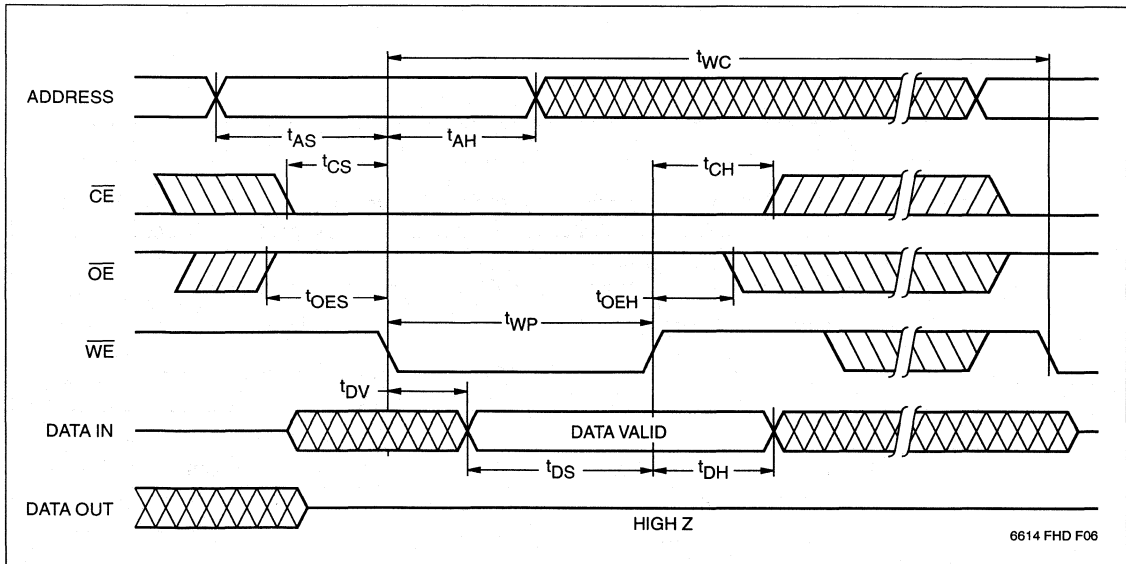 tWC
ADDRESS
tAS
tAH
tCS
tCH
CE
OE
tOES
tOEH
tWP
WE
tDV
DATA IN
DATA VALID
tDS
tDH
DATA OUT
HIGH Z
6614 FHD F06